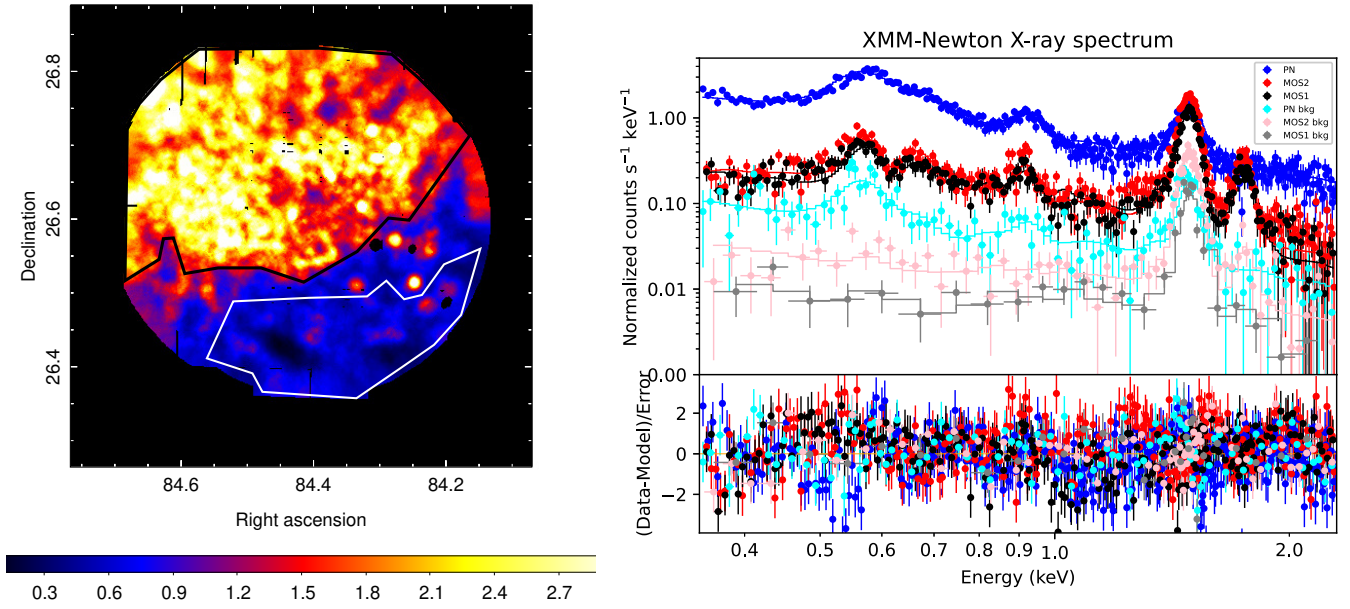 26.8
26.6
26.4
Declination
84.6 84.4 84.2
Right ascension
0.3 0.6 0.9 1.2 1.5 1.8 2.1 2.4 2.7
XMM-Newton X-ray spectrum
PN
MOS2
MOS1
PN bkg
MOS2 bkg
MOS1 bkg
Normalized counts s⁻¹ keV⁻¹
1.00
0.10
0.01
0.00
(Data-Model)/Error
2
0
−2
0.4 0.5 0.6 0.7 0.8 0.9 1.0 2.0
Energy (keV)